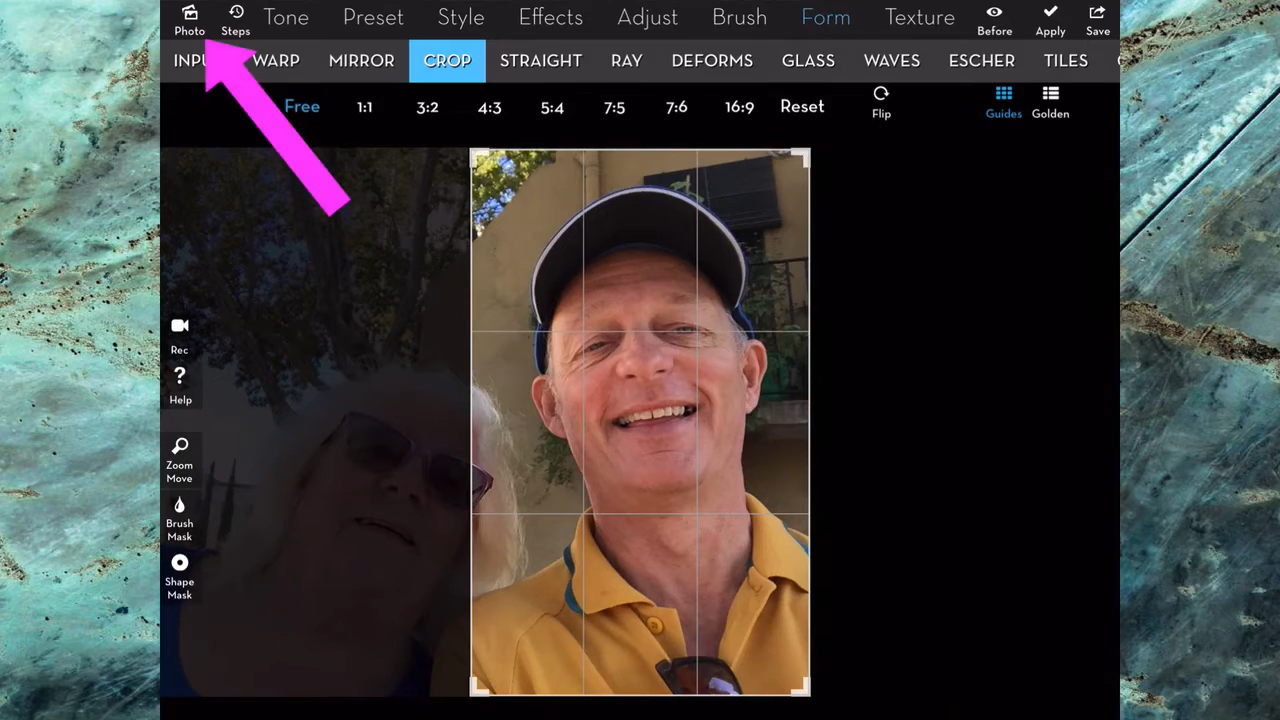 Photo Steps Tone Preset Style Effects Adjust Brush Form Texture Before Apply Save
WARP MIRROR CROP STRAIGHT RAY DEFORMS GLASS WAVES ESCHER TILES
Free 1:1 3:2 4:3 5:4 7:5 7:6 16:9 Reset Flip Guides Golden
Rec
?
Help
Zoom
Move
Brush
Mask
Shape
Mask